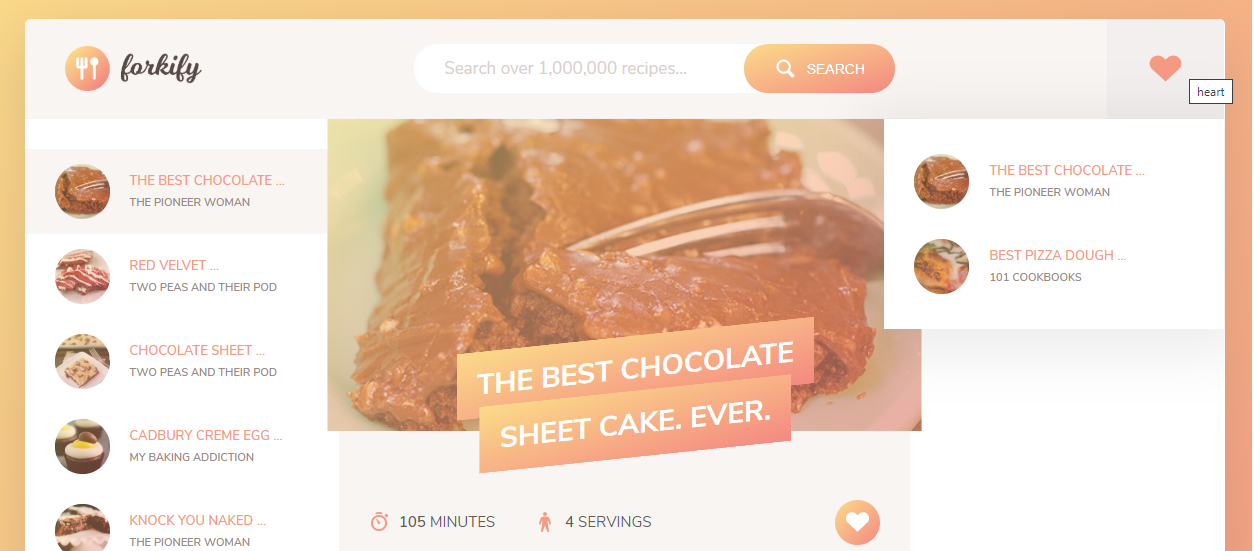 forkify
Search over 1,000,000 recipes...
SEARCH
heart
THE BEST CHOCOLATE ...
THE PIONEER WOMAN
RED VELVET ...
TWO PEAS AND THEIR POD
CHOCOLATE SHEET ...
TWO PEAS AND THEIR POD
CADBURY CREME EGG ...
MY BAKING ADDICTION
KNOCK YOU NAKED ...
THE PIONEER WOMAN
THE BEST CHOCOLATE
SHEET CAKE. EVER.
105 MINUTES
4 SERVINGS
THE BEST CHOCOLATE ...
THE PIONEER WOMAN
BEST PIZZA DOUGH ...
101 COOKBOOKS